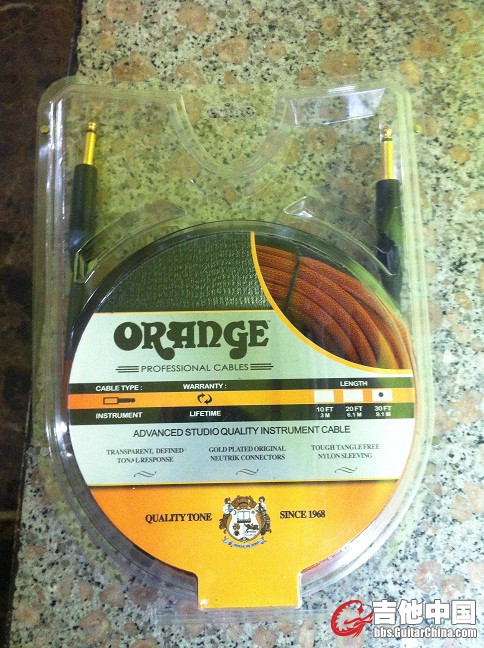 ORANGE
PROFESSIONAL CABLES
CABLE TYPE :
WARRANTY :
LENGTH
INSTRUMENT
LIFETIME
10 FT
3 M
20 FT
6.1 M
30 FT
9.1 M
ADVANCED STUDIO QUALITY INSTRUMENT CABLE
TRANSPARENT, DEFINED
TONAL RESPONSE
GOLD PLATED ORIGINAL
NEUTRIK CONNECTORS
TOUGH TANGLE FREE
NYLON SLEEVING
QUALITY TONE
SINCE 1968
吉他中国
bbs.GuitarChina.com